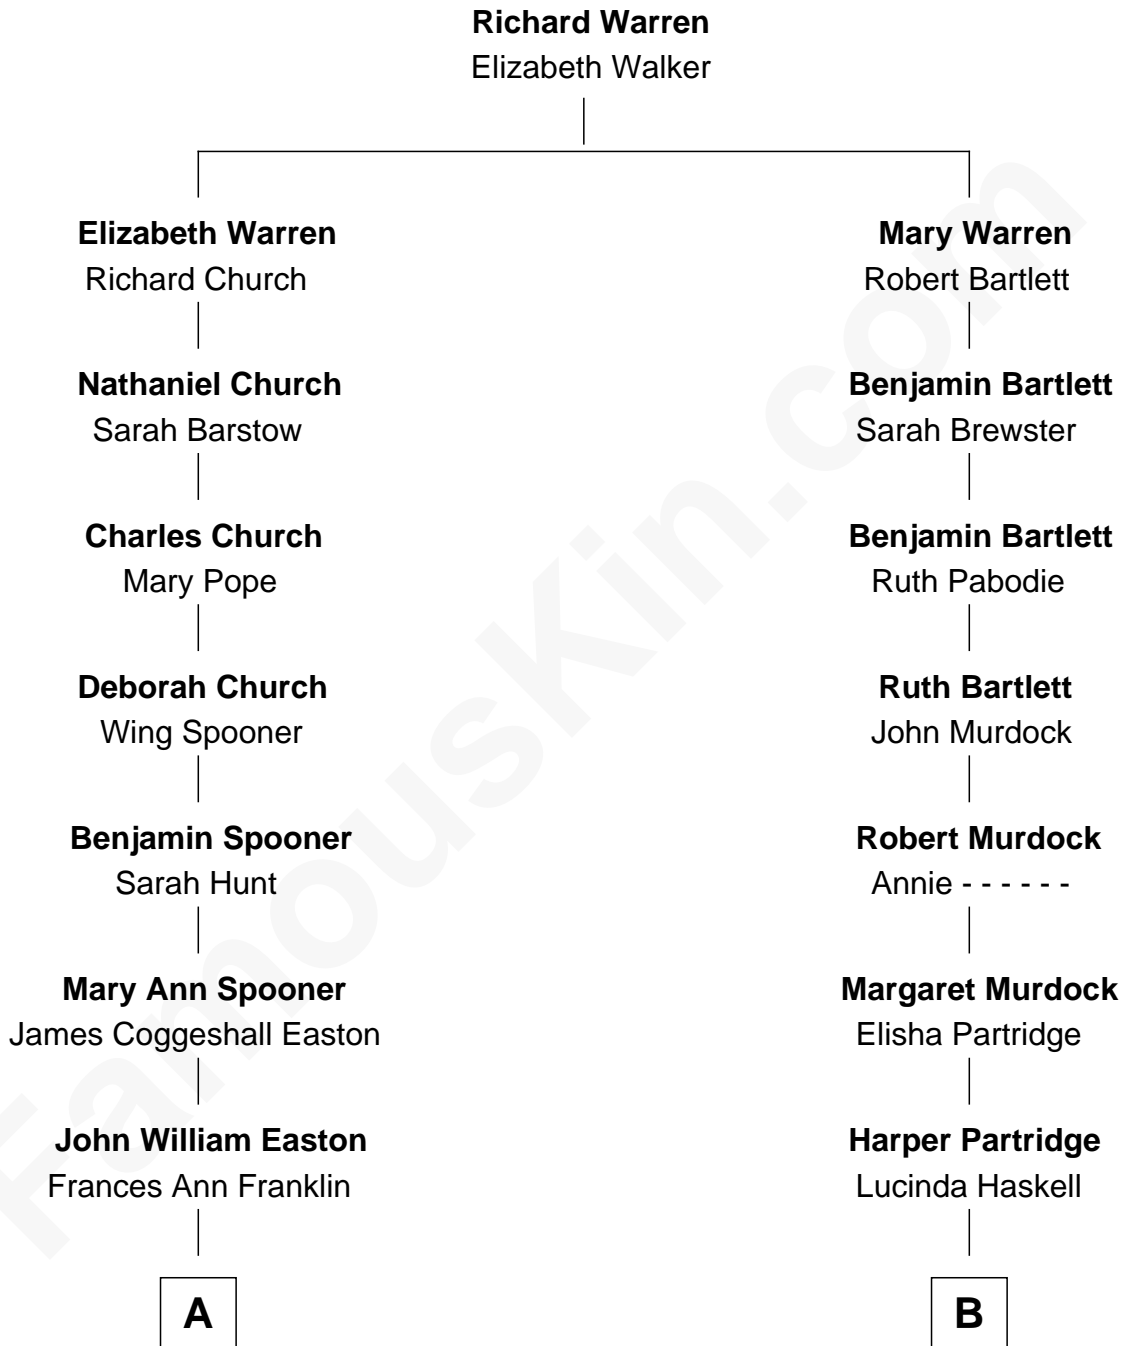 Richard Warren
Elizabeth Walker
Elizabeth Warren
Richard Church
Nathaniel Church
Sarah Barstow
Charles Church
Mary Pope
Deborah Church
Wing Spooner
Benjamin Spooner
Sarah Hunt
Mary Ann Spooner
James Coggeshall Easton
John William Easton
Frances Ann Franklin
A
Mary Warren
Robert Bartlett
Benjamin Bartlett
Sarah Brewster
Benjamin Bartlett
Ruth Pabodie
Ruth Bartlett
John Murdock
Robert Murdock
Annie - - - - - -
Margaret Murdock
Elisha Partridge
Harper Partridge
Lucinda Haskell
B
FamousKin.com